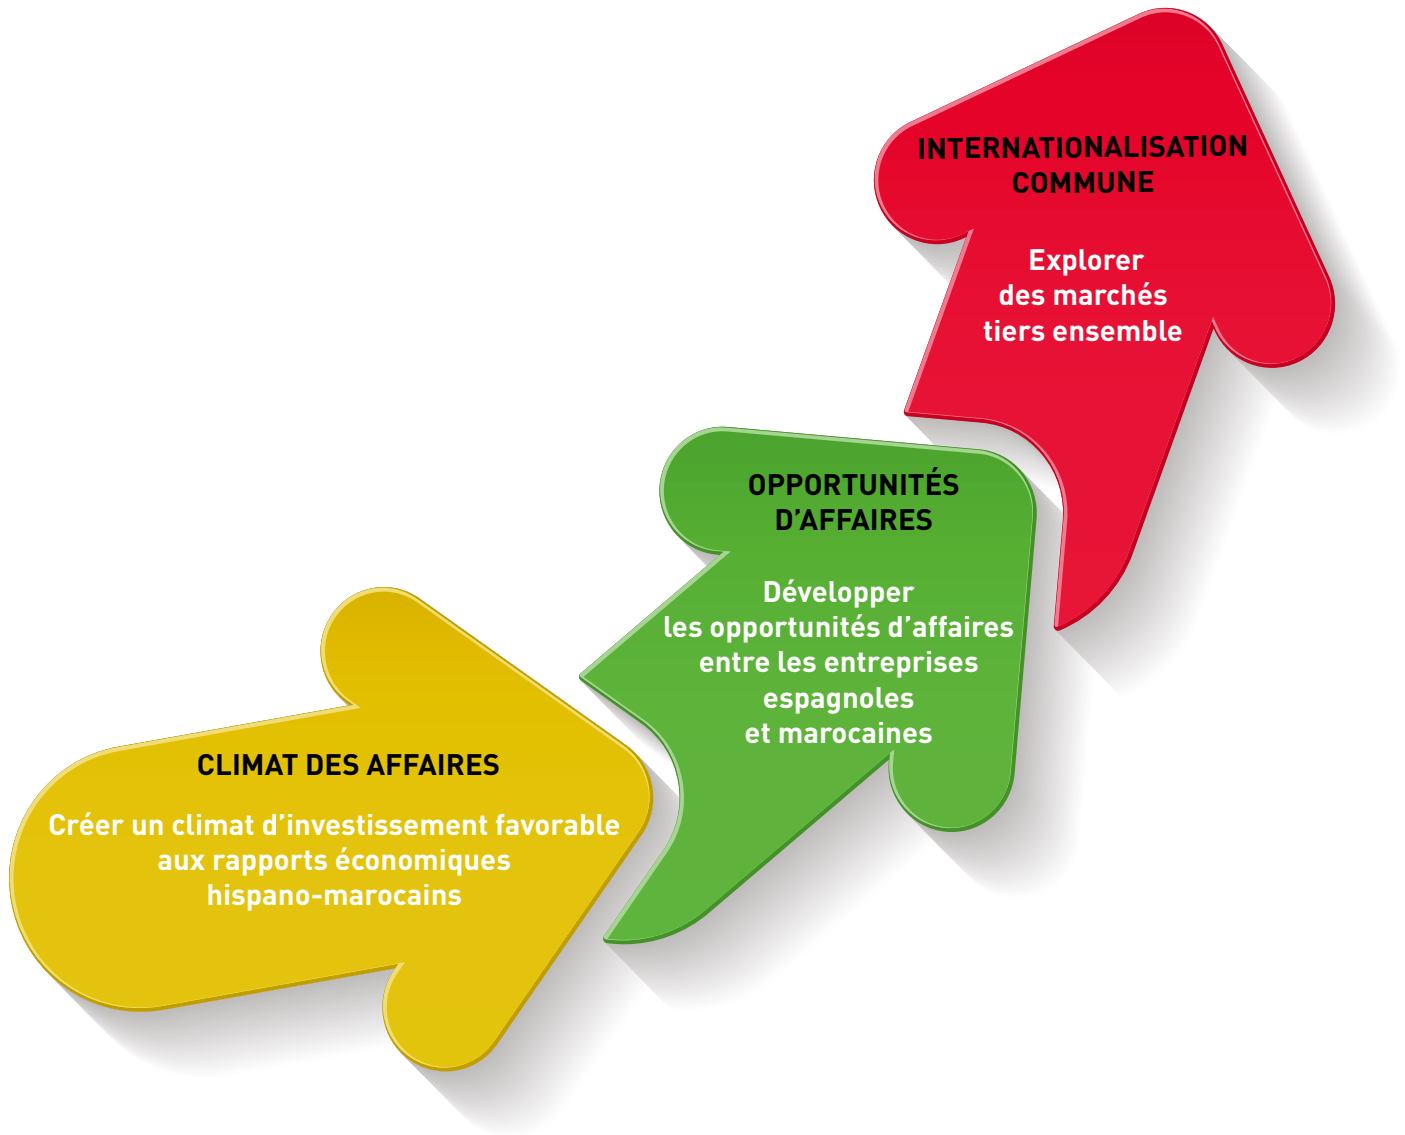 INTERNATIONALISATION
COMMUNE
Explorer
des marchés
tiers ensemble
OPPORTUNITÉS
D’AFFAIRES
Développer
les opportunités d’affaires
entre les entreprises
espagnoles
et marocaines
CLIMAT DES AFFAIRES
Créer un climat d’investissement favorable
aux rapports économiques
hispano-marocains